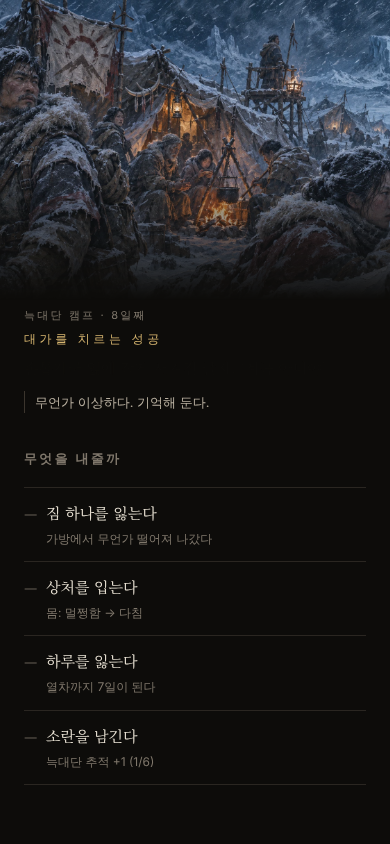 늑대단 캠프 · 8일째
대가를 치르는 성공
무언가 이상하다. 기억해 둔다.
무엇을 내줄까
— 짐 하나를 잃는다
가방에서 무언가 떨어져 나갔다
— 상처를 입는다
몸: 멀쩡함 → 다침
— 하루를 잃는다
열차까지 7일이 된다
— 소란을 남긴다
늑대단 추적 +1 (1/6)